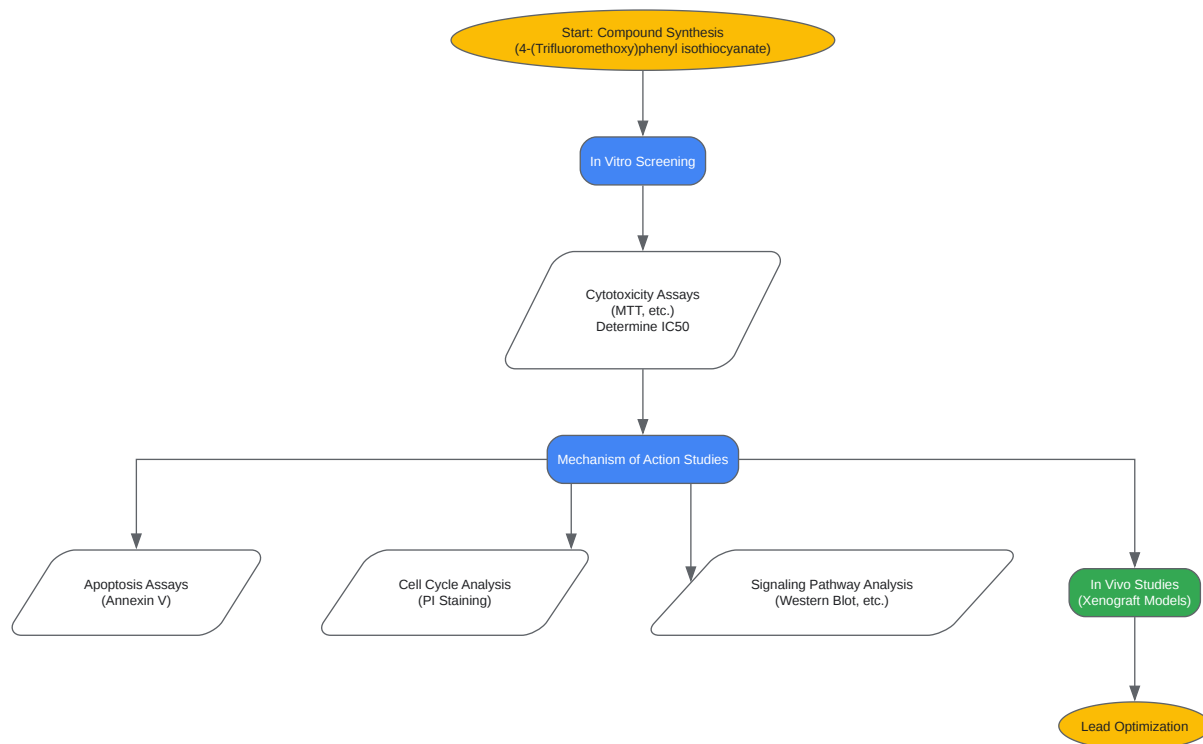 Start: Compound Synthesis
(4-(Trifluoromethoxy)phenyl isothiocyanate)
In Vitro Screening
Cytotoxicity Assays
(MTT, etc.)
Determine IC50
Mechanism of Action Studies
Apoptosis Assays
(Annexin V)
Cell Cycle Analysis
(PI Staining)
Signaling Pathway Analysis
(Western Blot, etc.)
In Vivo Studies
(Xenograft Models)
Lead Optimization